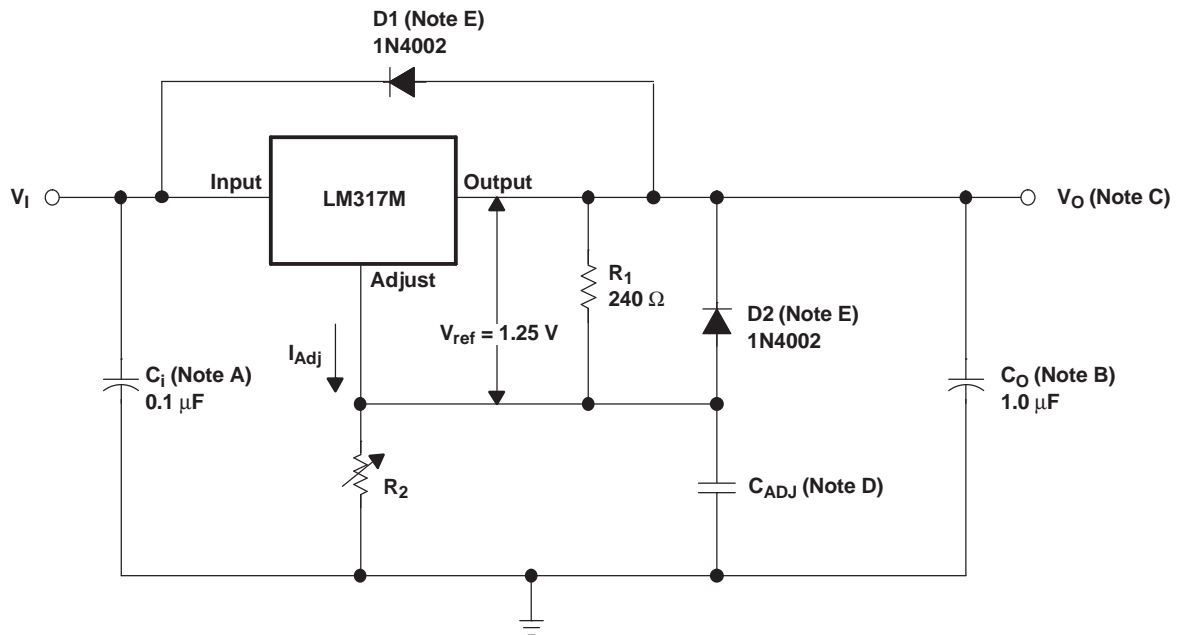 D1 (Note E)
1N4002
Input
LM317M
Output
VI
VO (Note C)
Adjust
R1
240 Ω
D2 (Note E)
1N4002
Vref = 1.25 V
IAdj
Ci (Note A)
0.1 μF
CO (Note B)
1.0 μF
R2
CADJ (Note D)